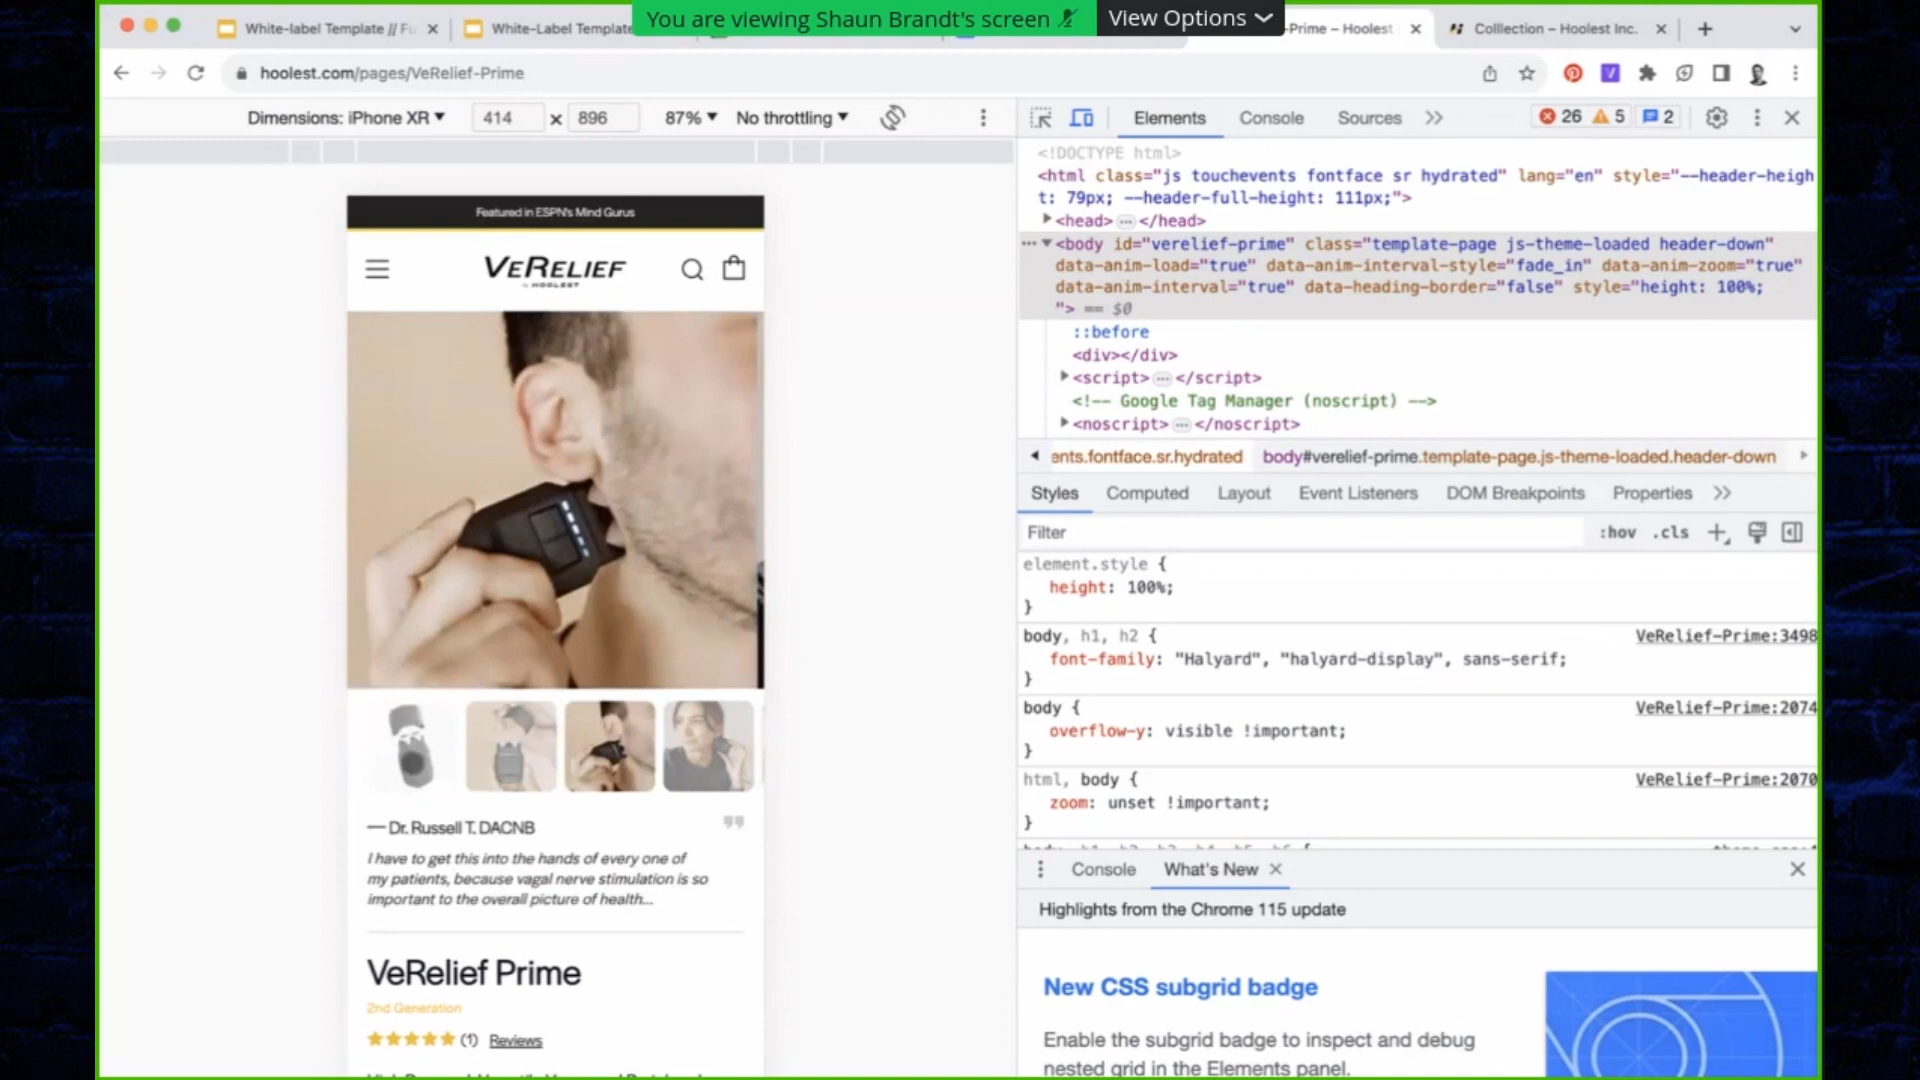 You are viewing Shaun Brandt's screen
View Options
White-label Template // Fu
White-Label Template
-Prime – Hoolest
Collection – Hoolest Inc.
hoolest.com/pages/VeRelief-Prime
Dimensions: iPhone XR
414 × 896
87%
No throttling
Elements
Console
Sources
26
5
2
<!DOCTYPE html>
<html class="js touchevents fontface sr hydrated" lang="en" style="--header-heigh
t: 79px; --header-full-height: 111px;">
<head> … </head>
<body id="verelief-prime" class="template-page js-theme-loaded header-down"
data-anim-load="true" data-anim-interval-style="fade_in" data-anim-zoom="true"
data-anim-interval="true" data-heading-border="false" style="height: 100%;
"> == $0
::before
<div></div>
<script> … </script>
<!-- Google Tag Manager (noscript) -->
<noscript> … </noscript>
ents.fontface.sr.hydrated
body#verelief-prime.template-page.js-theme-loaded.header-down
Styles
Computed
Layout
Event Listeners
DOM Breakpoints
Properties
Filter
:hov
.cls
element.style {
height: 100%;
}
body, h1, h2 {
VeRelief-Prime:3498
font-family: "Halyard", "halyard-display", sans-serif;
}
body {
VeRelief-Prime:2074
overflow-y: visible !important;
}
html, body {
VeRelief-Prime:2070
zoom: unset !important;
}
Console
What's New
Highlights from the Chrome 115 update
New CSS subgrid badge
Enable the subgrid badge to inspect and debug
nested grid in the Elements panel.
Featured in ESPN's Mind Gurus
VERELIEF
by HOOLEST
— Dr. Russell T. DACNB
I have to get this into the hands of every one of
my patients, because vagal nerve stimulation is so
important to the overall picture of health...
VeRelief Prime
2nd Generation
(1) Reviews